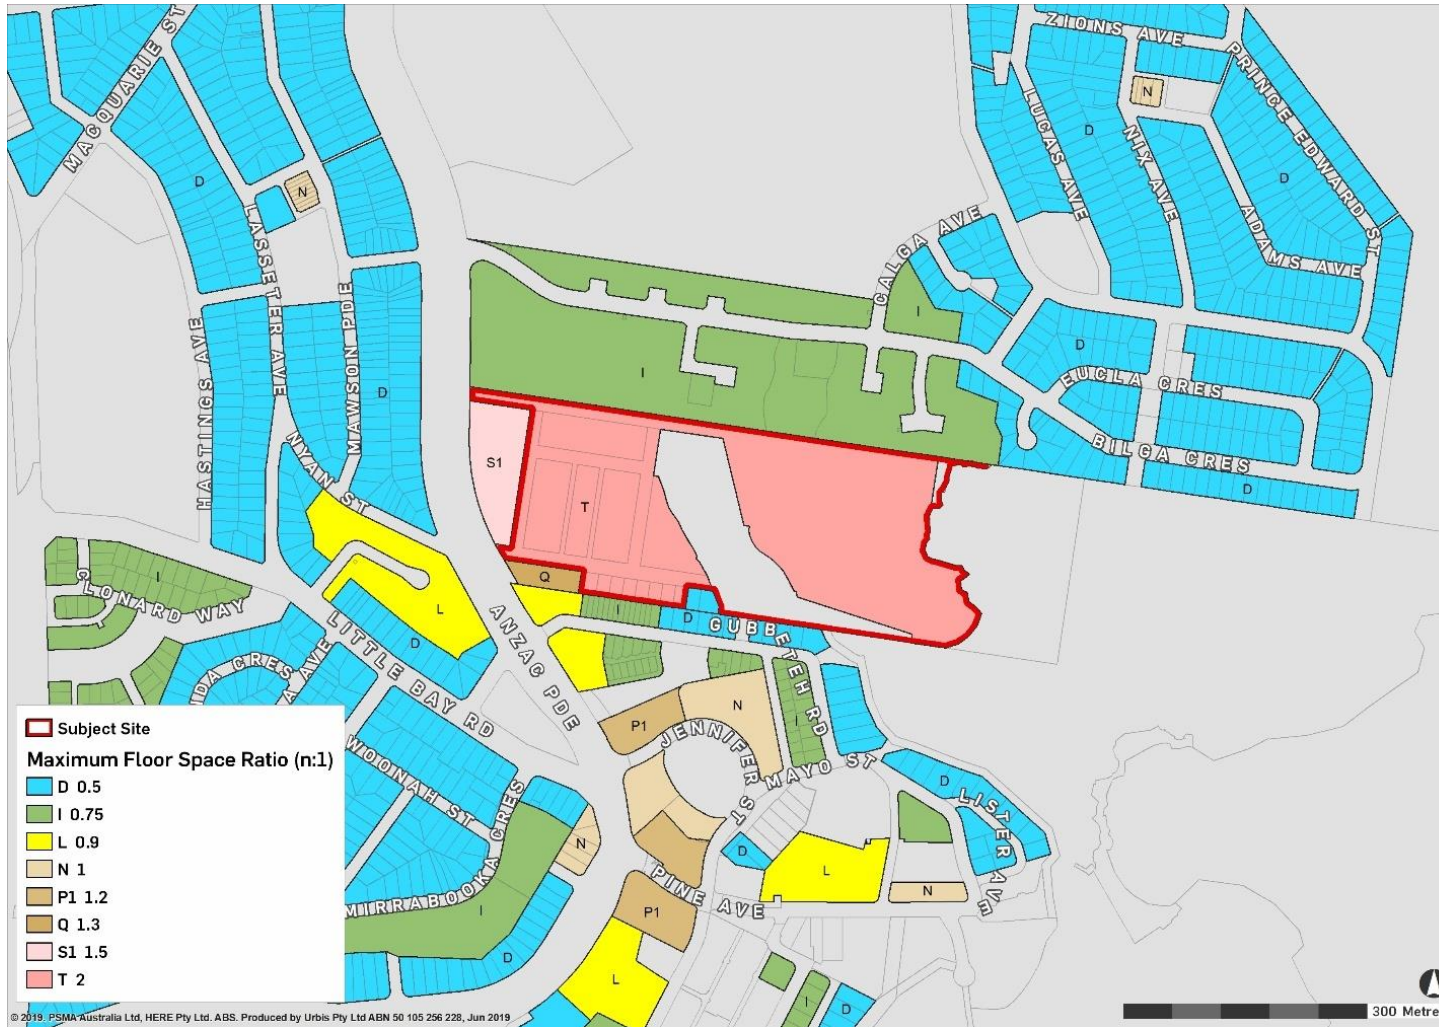 ZIONS AVE
PRINCE EDWARD ST
MACQUARIE ST
N
LUCAS AVE
D
NIX AVE
D
D
N
ADAMS AVE
LASSETER AVE
CALGA AVE
MAWSON PDE
I
HASTINGS AVE
D
I
D
EUCLA CRES
NYAN ST
BILGA CRES
S1
D
T
I
Q
CLONARD WAY
L
I
D
GUBBETEH RD
ANZAC PDE
D
LITTLE BAY RD
IDA CRES
A AVE
N
P1
JENNIFER ST
I
MAYO ST
WOONAH ST
D
LISTER AVE
MIRRABOOKA CRES
N
D
L
N
PINE AVE
P1
I
D
L
I
D
Subject Site
Maximum Floor Space Ratio (n:1)
D 0.5
I 0.75
L 0.9
N 1
P1 1.2
Q 1.3
S1 1.5
T 2
© 2019. PSMA Australia Ltd, HERE Pty Ltd. ABS. Produced by Urbis Pty Ltd ABN 50 105 256 228, Jun 2019
300 Metre